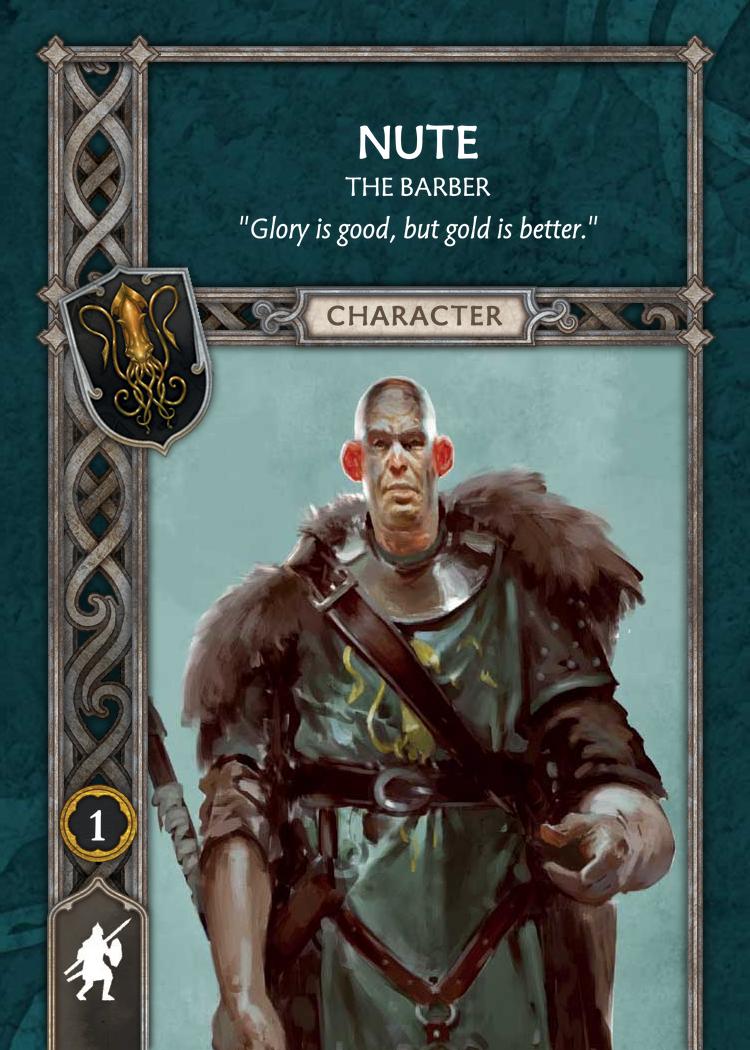 NUTE
THE BARBER
"Glory is good, but gold is better."
CHARACTER
1